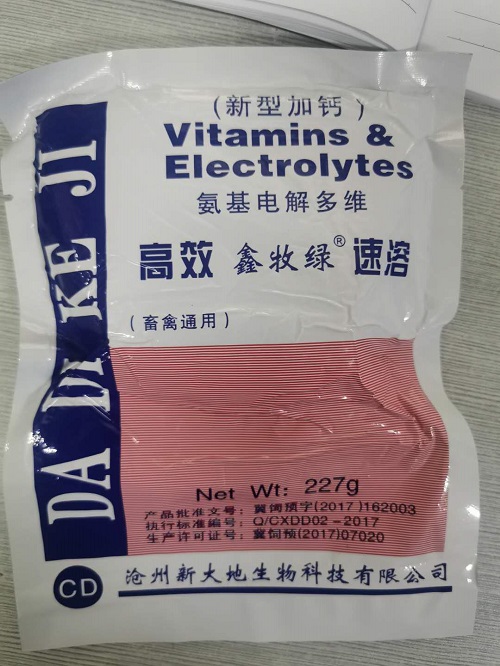 (新型加钙)
Vitamins &
Electrolytes
氨基电解多维
高效 鑫牧绿® 速溶
(畜禽通用)
DA DI KE JI
Net Wt: 227g
产品批准文号: 冀饲预字(2017)162003
执行标准编号: Q/CXDD02-2017
生产许可证号: 冀饲预(2017)07020
CD 沧州新大地生物科技有限公司